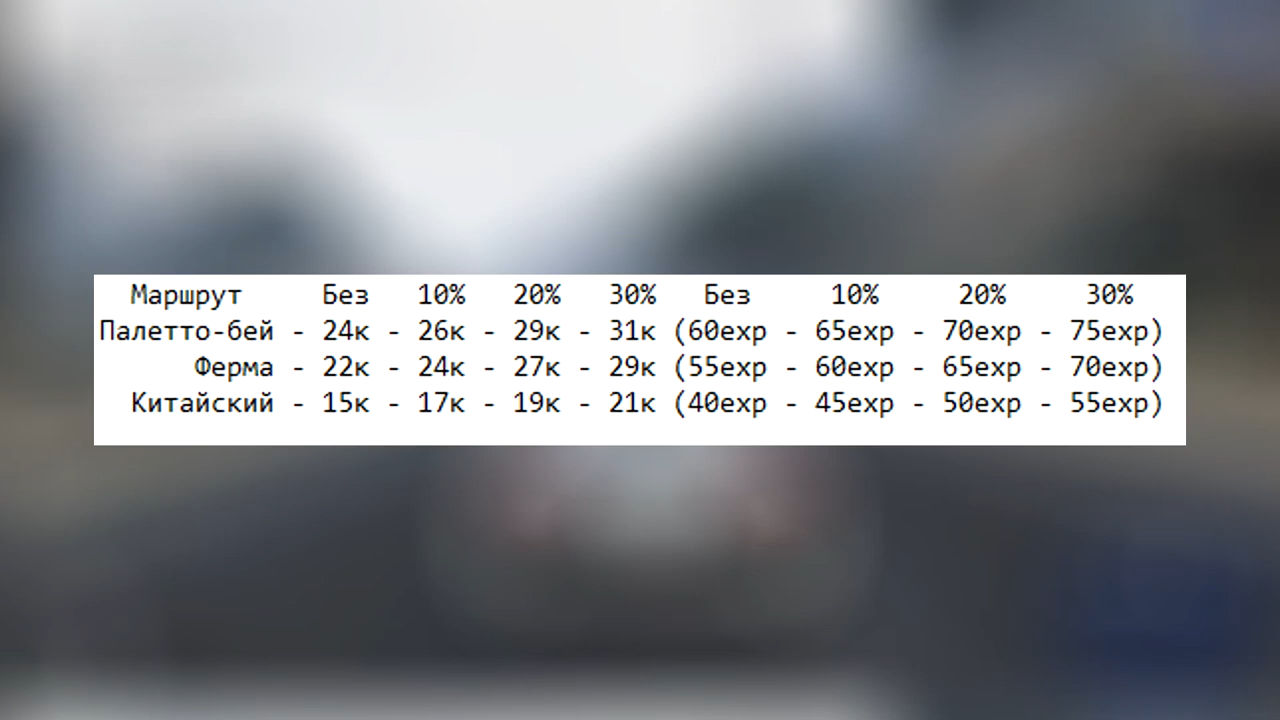 Маршрут Без 10% 20% 30% Без 10% 20% 30%
Палетто-бей - 24к - 26к - 29к - 31к (60exp - 65exp - 70exp - 75exp)
Ферма - 22к - 24к - 27к - 29к (55exp - 60exp - 65exp - 70exp)
Китайский - 15к - 17к - 19к - 21к (40exp - 45exp - 50exp - 55exp)